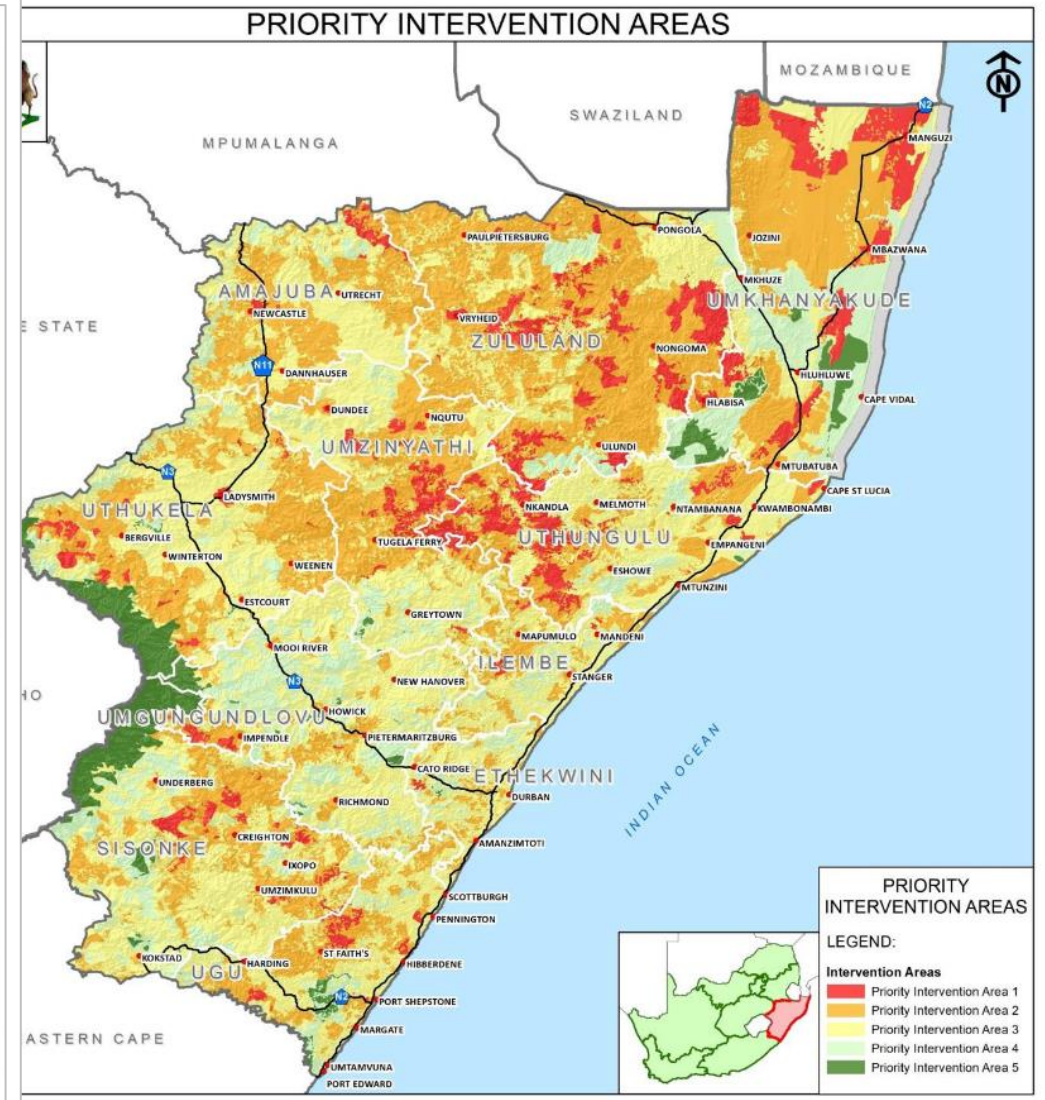 PRIORITY INTERVENTION AREAS
MOZAMBIQUE
N
SWAZILAND
N2
MPUMALANGA
MANGUZI
PONGOLA
PAULPIETERSBURG
JOZINI
MBAZWANA
MKHUZE
AMAJUBA
UTRECHT
UMKHANYAKUDE
NEWCASTLE
VRYHEID
E STATE
ZULULAND
NONGOMA
N11
DANNHAUSER
HLUHLUWE
DUNDEE
HLABISA
CAPE VIDAL
NQUTU
UMZINYATHI
ULUNDI
N3
MTUBATUBA
LADYSMITH
CAPE ST LUCIA
UTHUKELA
NKANDLA
MELMOTH
NTAMBANANA
KWAMBONAMBI
BERGVILLE
TUGELA FERRY
UTHUNGULU
EMPANGENI
WINTERTON
WEENEN
ESHOWE
MTUNZINI
ESTCOURT
GREYTOWN
MAPUMULO
MANDENI
MOOI RIVER
ILEMBE
STANGER
N3
NEW HANOVER
HO
UMGUNGUNDLOVU
HOWICK
IMPENDLE
PIETERMARITZBURG
CATO RIDGE
ETHEKWINI
UNDERBERG
DURBAN
RICHMOND
INDIAN OCEAN
CREIGHTON
SISONKE
AMANZIMTOTI
IXOPO
UMZIMKULU
SCOTTBURGH
PENNINGTON
ST FAITH'S
KOKSTAD
HARDING
HIBBERDENE
UGU
N2
PORT SHEPSTONE
MARGATE
ASTERN CAPE
UMTAMVUNA
PORT EDWARD
PRIORITY
INTERVENTION AREAS
LEGEND:
Intervention Areas
Priority Intervention Area 1
Priority Intervention Area 2
Priority Intervention Area 3
Priority Intervention Area 4
Priority Intervention Area 5